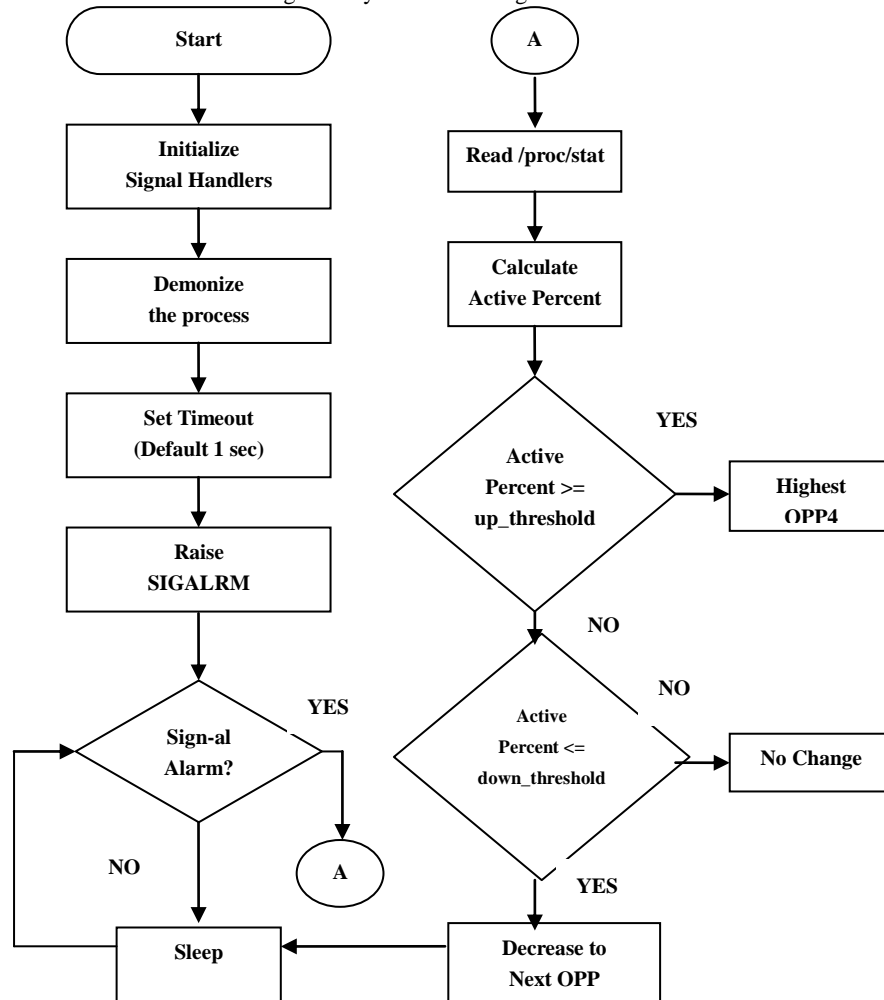 Start
Initialize
Signal Handlers
Demonize
the process
Set Timeout
(Default 1 sec)
Raise
SIGALRM
YES
Sign-al
Alarm?
NO
A
Sleep
A
Read /proc/stat
Calculate
Active Percent
YES
Active
Percent >=
up_threshold
Highest
OPP4
NO
NO
Active
Percent <=
down_threshold
No Change
YES
Decrease to
Next OPP